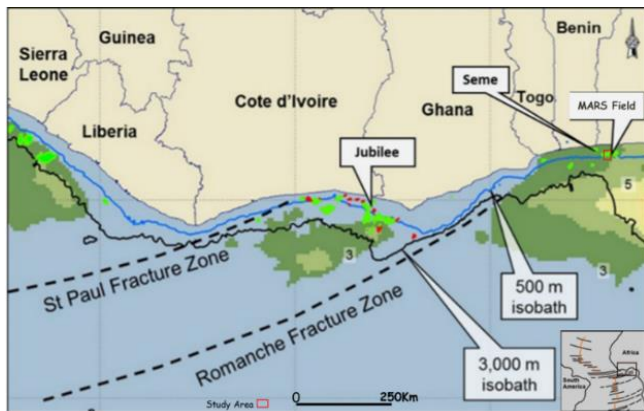 Guinea
Benin
Sierra
Leone
Seme
MARS Field
Cote d'Ivoire
Ghana
Togo
Liberia
Jubilee
5
3
3
St Paul Fracture Zone
500 m
isobath
Romanche Fracture Zone
3,000 m
isobath
Study Area
0
250Km
Africa
South
America